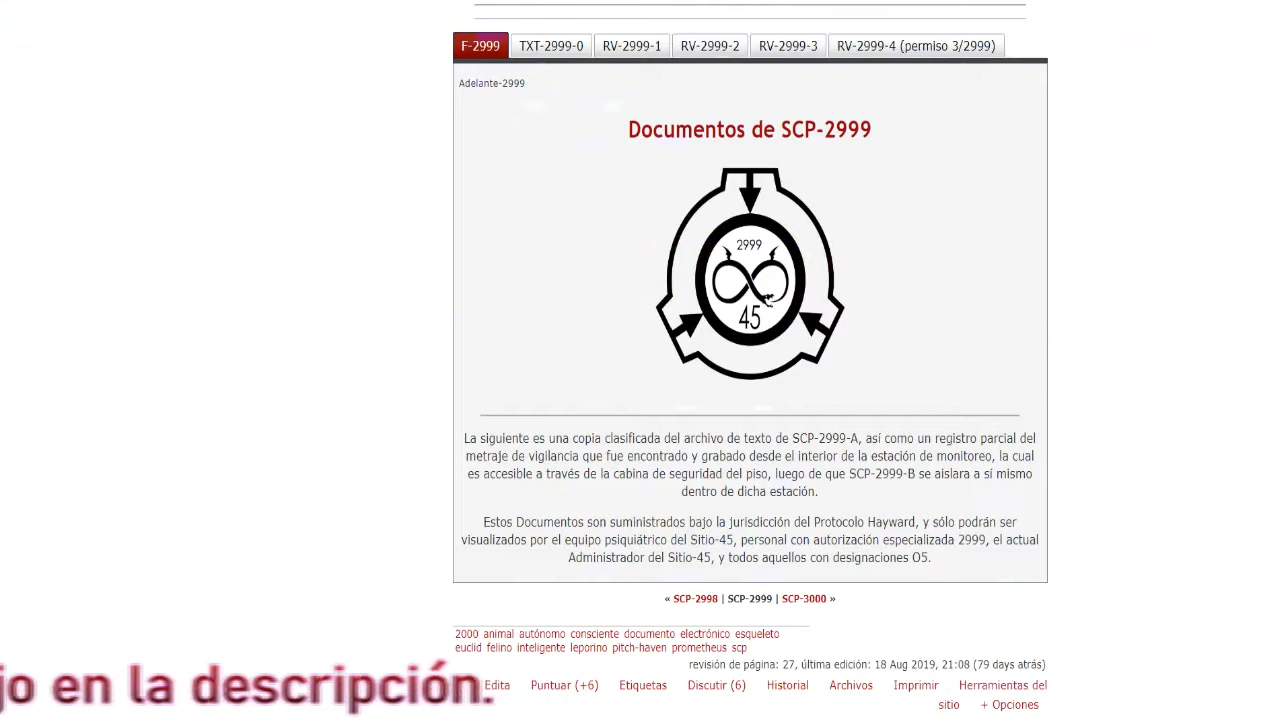 F-2999 TXT-2999-0 RV-2999-1 RV-2999-2 RV-2999-3 RV-2999-4 (permiso 3/2999)
Adelante-2999
Documentos de SCP-2999
2999
45
La siguiente es una copia clasificada del archivo de texto de SCP-2999-A, así como un registro parcial del
metraje de vigilancia que fue encontrado y grabado desde el interior de la estación de monitoreo, la cual
es accesible a través de la cabina de seguridad del piso, luego de que SCP-2999-B se aislara a sí mismo
dentro de dicha estación.
Estos Documentos son suministrados bajo la jurisdicción del Protocolo Hayward, y sólo podrán ser
visualizados por el equipo psiquiátrico del Sitio-45, personal con autorización especializada 2999, el actual
Administrador del Sitio-45, y todos aquellos con designaciones O5.
« SCP-2998 | SCP-2999 | SCP-3000 »
2000 animal autónomo consciente documento electrónico esqueleto
euclid felino inteligente leporino pitch-haven prometheus scp
revisión de página: 27, última edición: 18 Aug 2019, 21:08 (79 days atrás)
Edita Puntuar (+6) Etiquetas Discutir (6) Historial Archivos Imprimir Herramientas del
sitio + Opciones
jo en la descripción.